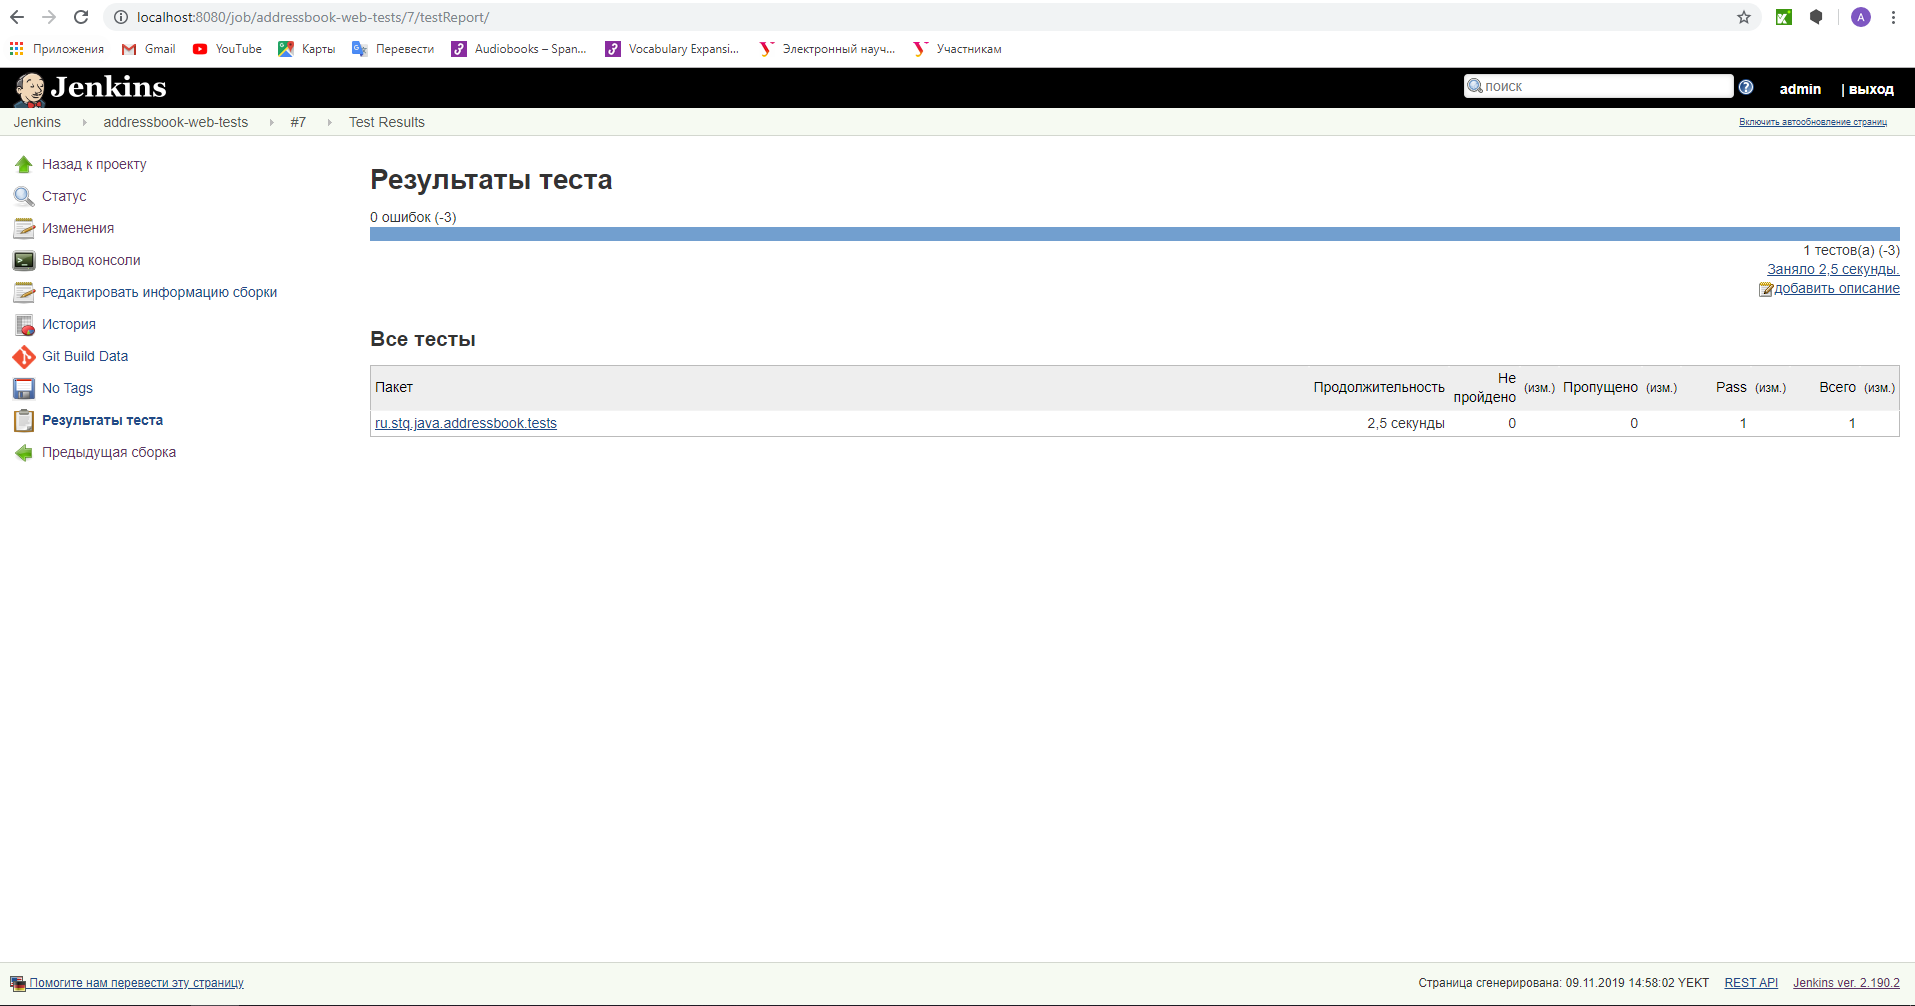 localhost:8080/job/addressbook-web-tests/7/testReport/
A
Приложения Gmail YouTube Карты Перевести Audiobooks – Span... Vocabulary Expansi... Электронный науч... Участникам
Jenkins
поиск
admin | выход
Jenkins addressbook-web-tests #7 Test Results
Включить автообновление страниц
Назад к проекту
Статус
Изменения
Вывод консоли
Редактировать информацию сборки
История
Git Build Data
No Tags
Результаты теста
Предыдущая сборка
Результаты теста
0 ошибок (-3)
1 тестов(а) (-3)
Заняло 2,5 секунды.
добавить описание
Все тесты
Пакет Продолжительность Не пройдено (изм.) Пропущено (изм.) Pass (изм.) Всего (изм.)
ru.stq.java.addressbook.tests 2,5 секунды 0 0 1 1
Помогите нам перевести эту страницу
Страница сгенерирована: 09.11.2019 14:58:02 YEKT REST API Jenkins ver. 2.190.2